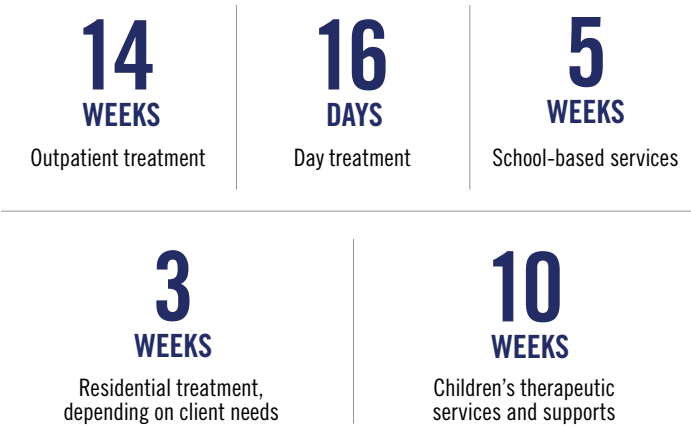 14
WEEKS
Outpatient treatment
16
DAYS
Day treatment
5
WEEKS
School-based services
3
WEEKS
Residential treatment,
depending on client needs
10
WEEKS
Children’s therapeutic
services and supports